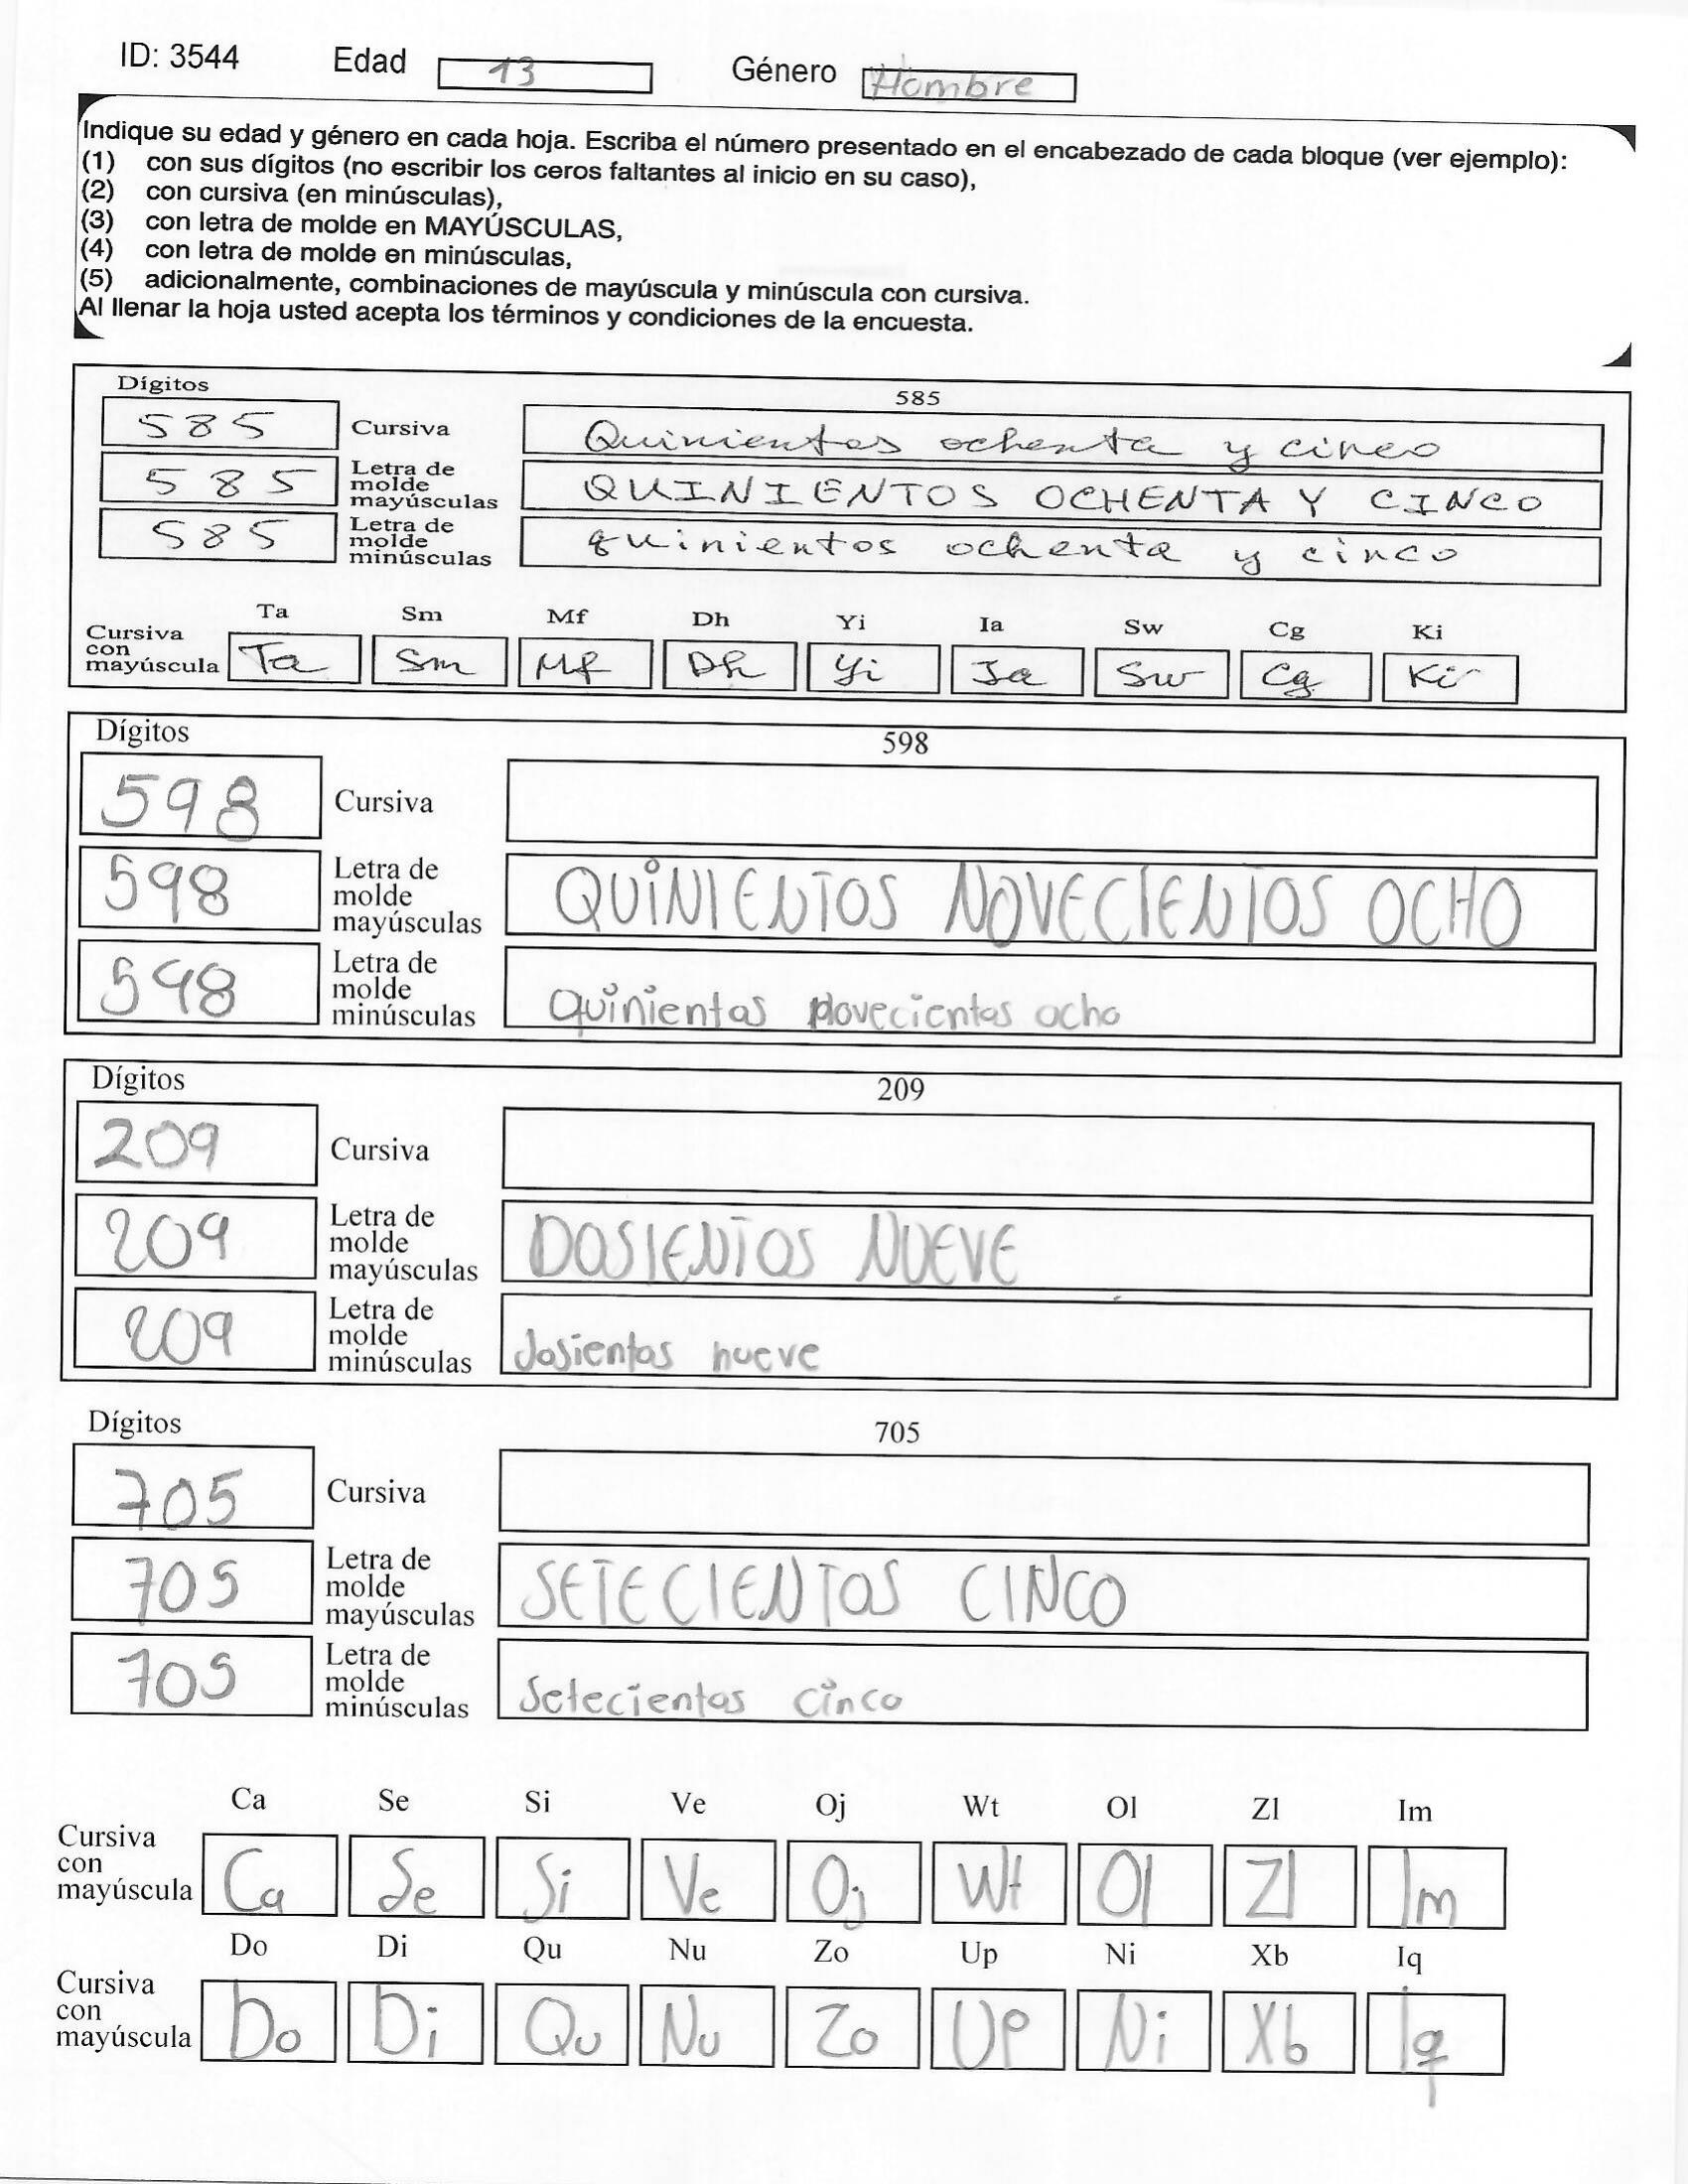 ID: 3544 Edad 13 Género Hombre
Indique su edad y género en cada hoja. Escriba el número presentado en el encabezado de cada bloque (ver ejemplo):
(1) con sus dígitos (no escribir los ceros faltantes al inicio en su caso),
(2) con cursiva (en minúsculas),
(3) con letra de molde en MAYÚSCULAS,
(4) con letra de molde en minúsculas,
(5) adicionalmente, combinaciones de mayúscula y minúscula con cursiva.
Al llenar la hoja usted acepta los términos y condiciones de la encuesta.
Dígitos 585
585 Cursiva Quinientos ochenta y cinco
585 Letra de molde mayúsculas QUINIENTOS OCHENTA Y CINCO
585 Letra de molde minúsculas quinientos ochenta y cinco
Ta Sm Mf Dh Yi Ia Sw Cg Ki
Cursiva con mayúscula Ta Sm Mf Dh Yi Ia Sw Cg Ki
Dígitos 598
598 Cursiva
598 Letra de molde mayúsculas QUINIENTOS NOVECIENTOS OCHO
598 Letra de molde minúsculas Quinientos Novecientos ocho
Dígitos 209
209 Cursiva
209 Letra de molde mayúsculas DOSIENTOS NUEVE
209 Letra de molde minúsculas dosientos nueve
Dígitos 705
705 Cursiva
705 Letra de molde mayúsculas SETECIENTOS CINCO
705 Letra de molde minúsculas Setecientos cinco
Ca Se Si Ve Oj Wt Ol Zl Im
Cursiva con mayúscula Ca Se Si Ve Oj Wt Ol Zl Im
Do Di Qu Nu Zo Up Ni Xb Iq
Cursiva con mayúscula Do Di Qu Nu Zo Up Ni Xb Iq